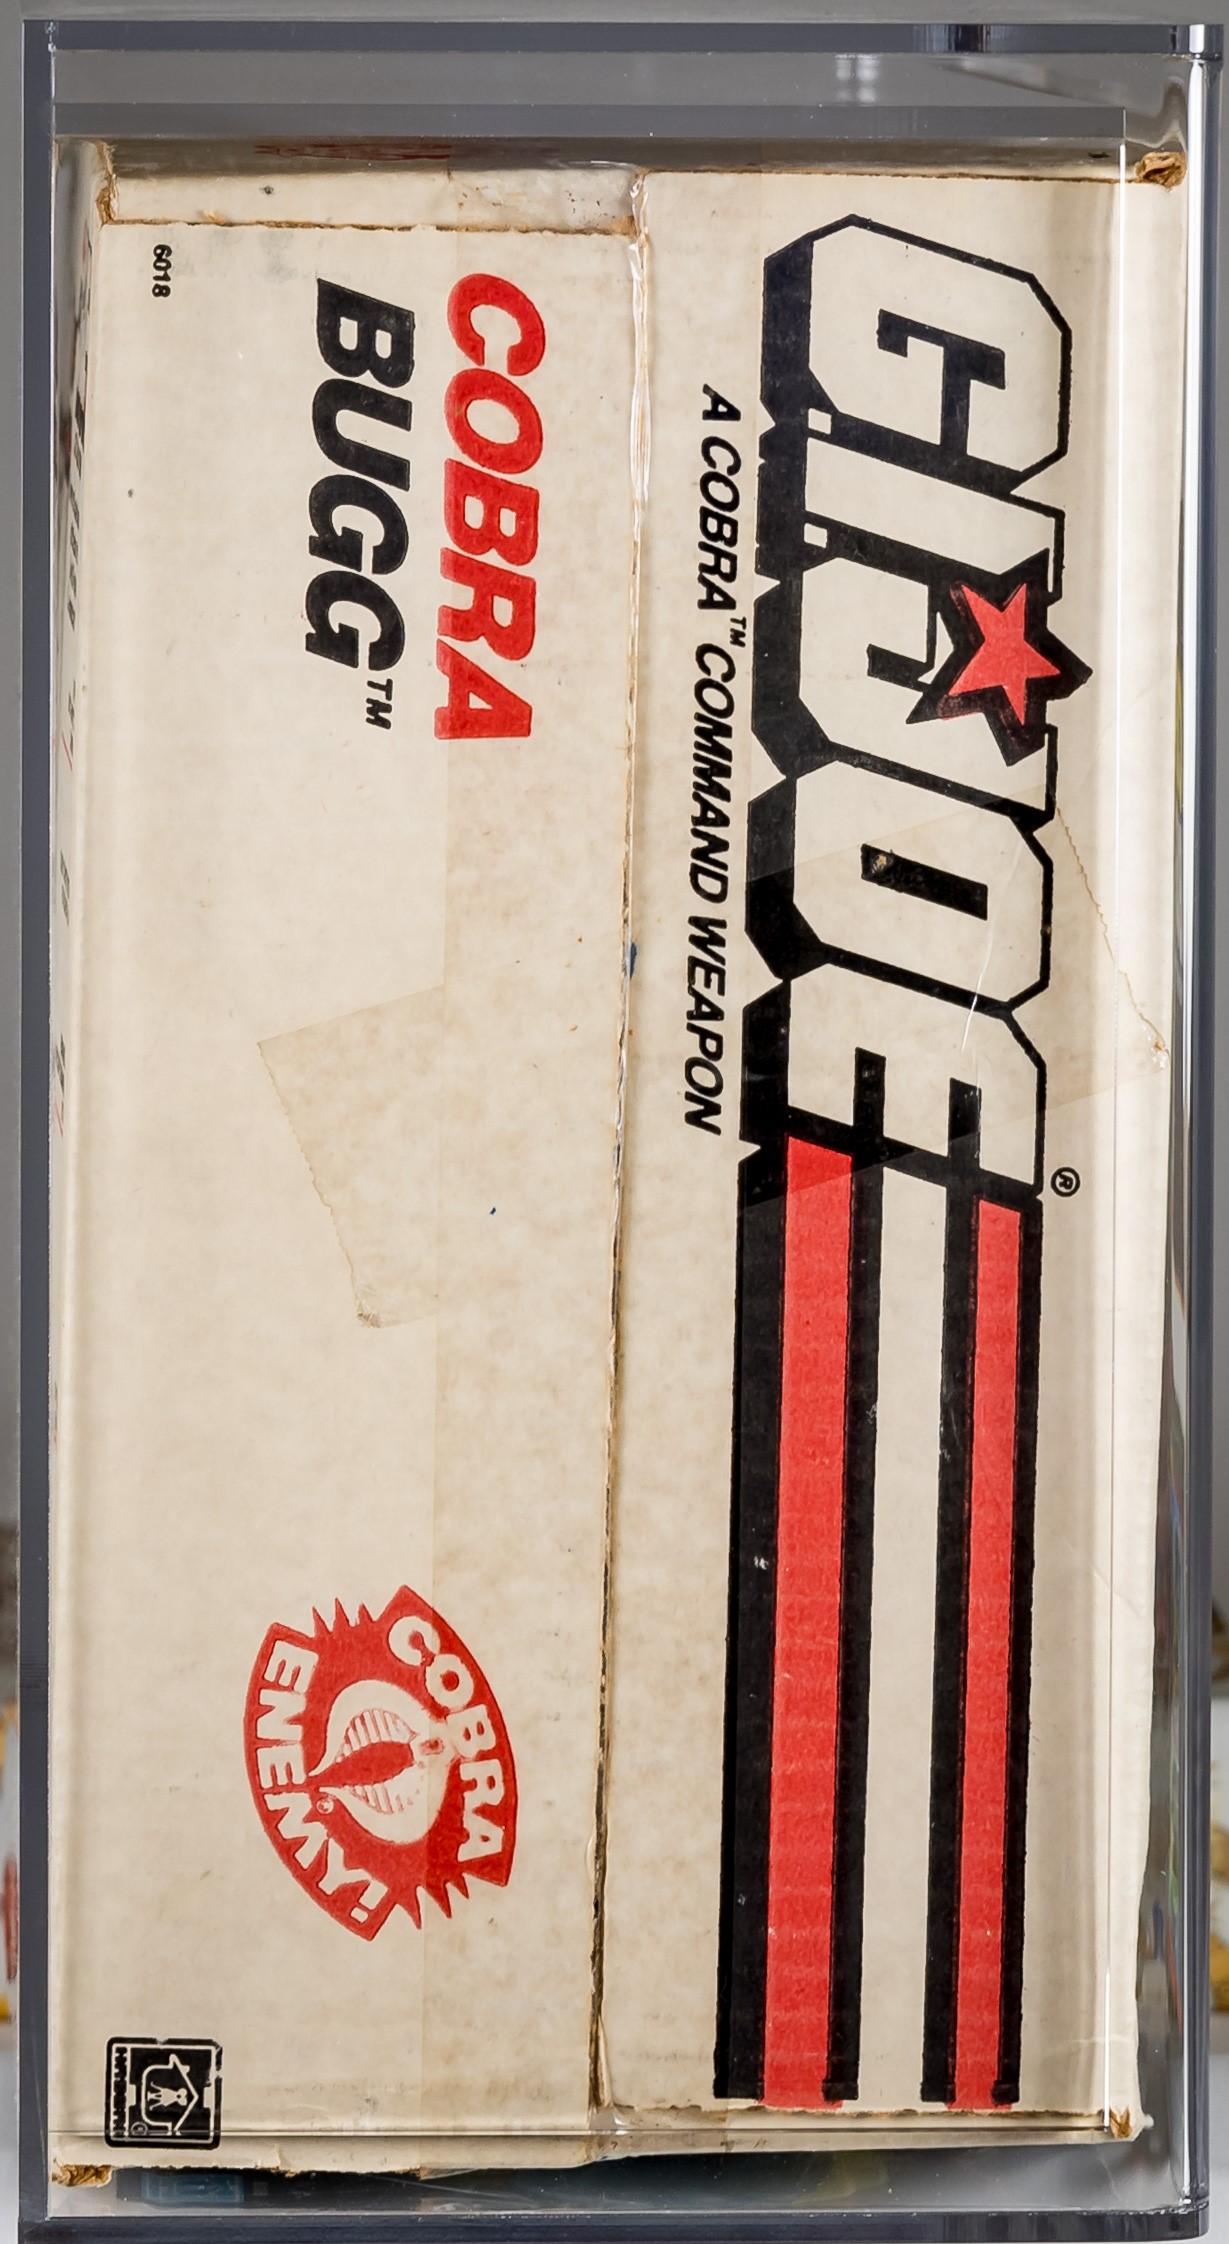 G.I. JOE®
A COBRA™ COMMAND WEAPON
COBRA
BUGG™
COBRA
ENEMY
6018